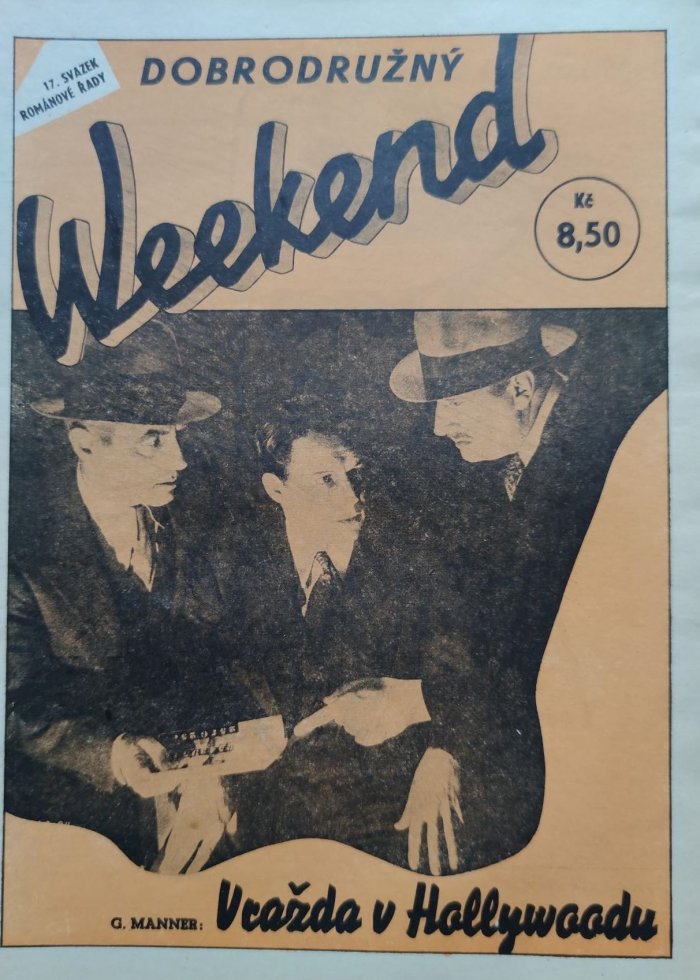 17. SVAZEK
ROMÁNOVÉ ŘADY
DOBRODRUŽNÝ
Weekend
Kč
8,50
G. MANNER: Vražda v Hollywoodu